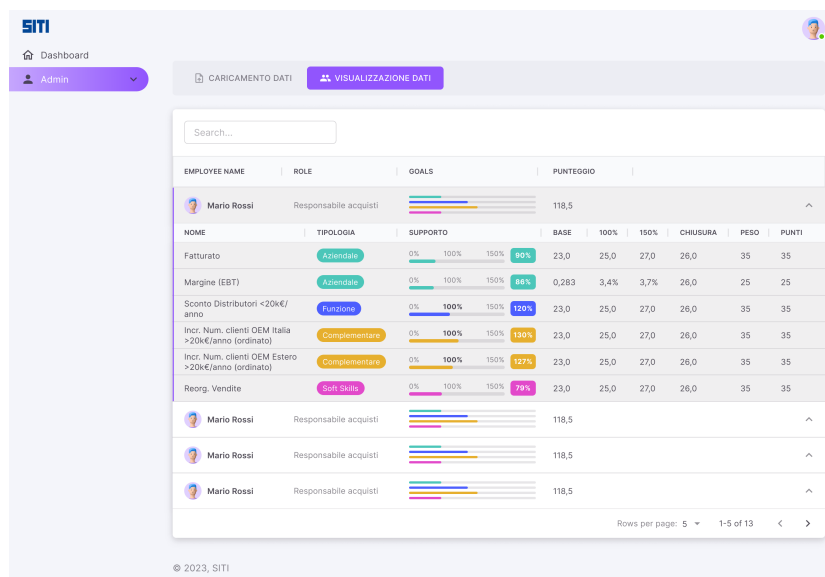 SITI
Dashboard
Admin
CARICAMENTO DATI VISUALIZZAZIONE DATI
Search...
EMPLOYEE NAME ROLE GOALS PUNTEGGIO
Mario Rossi Responsabile acquisti 118,5
NOME TIPOLOGIA SUPPORTO BASE 100% 150% CHIUSURA PESO PUNTI
Fatturato Aziendale 0% 100% 150% 90% 23,0 25,0 27,0 26,0 35 35
Margine (EBT) Aziendale 0% 100% 150% 86% 0,283 3,4% 3,7% 26,0 25 25
Sconto Distributori <20k€/
anno Funzione 0% 100% 150% 120% 23,0 25,0 27,0 26,0 35 35
Incr. Num. clienti OEM Italia
>20k€/anno (ordinato) Complementare 0% 100% 150% 130% 23,0 25,0 27,0 26,0 35 35
Incr. Num. clienti OEM Estero
>20k€/anno (ordinato) Complementare 0% 100% 150% 127% 23,0 25,0 27,0 26,0 35 35
Reorg. Vendite Soft Skills 0% 100% 150% 79% 23,0 25,0 27,0 26,0 35 35
Mario Rossi Responsabile acquisti 118,5
Mario Rossi Responsabile acquisti 118,5
Mario Rossi Responsabile acquisti 118,5
Rows per page: 5 1-5 of 13
© 2023, SITI